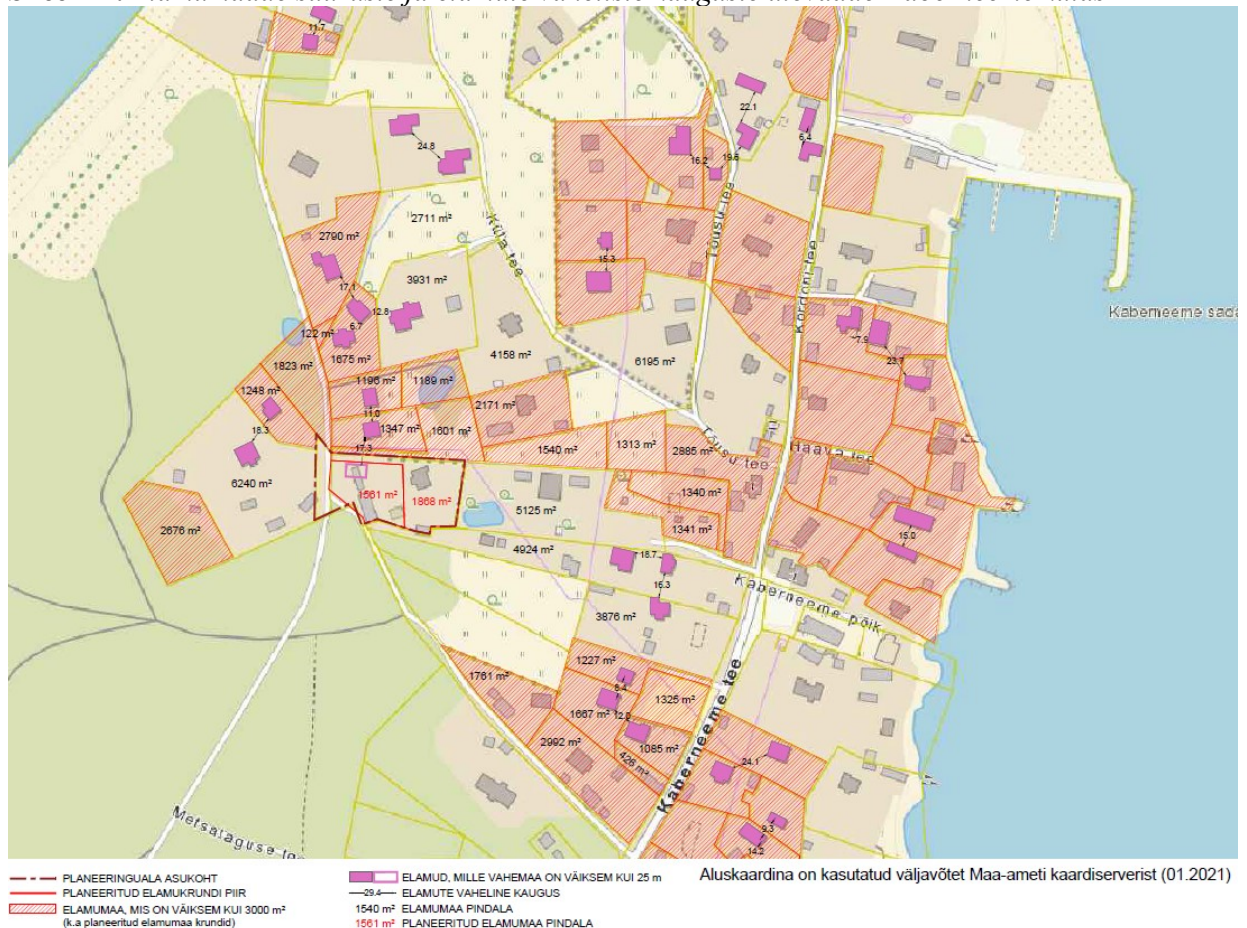 11.7
22.1
6.4
24.8
16.2
19.6
Tõusu tee
Küla tee
2711 m²
2790 m²
15.3
Kordoni tee
17.1
3931 m²
12.8
6.7
Kaberneeme sada
122 m²
7.9
1675 m²
4158 m²
6195 m²
23.7
1823 m²
1196 m²
1189 m²
1248 m²
11.0
2171 m²
1347 m²
1601 m²
18.3
17.3
1540 m²
1313 m²
2885 m²
Tõusu tee
Haava tee
6240 m²
1561 m²
1868 m²
5125 m²
1340 m²
2676 m²
1341 m²
15.0
4924 m²
18.7
16.3
Kaberneeme põik
3876 m²
1227 m²
1761 m²
8.4
1325 m²
1667 m²
12.0
2992 m²
1085 m²
426 m²
24.1
Kaberneeme tee
9.3
14.2
Metsataguse tee
PLANEERINGUALA ASUKOHT
PLANEERITUD ELAMUKRUNDI PIIR
ELAMUMAA, MIS ON VÄIKSEM KUI 3000 m²
(k.a planeeritud elamumaa krundid)
ELAMUD, MILLE VAHEMAA ON VÄIKSEM KUI 25 m
29.4 ELAMUTE VAHELINE KAUGUS
1540 m² ELAMUMAA PINDALA
1561 m² PLANEERITUD ELAMUMAA PINDALA
Aluskaardina on kasutatud väljavõtet Maa-ameti kaardiserverist (01.2021)